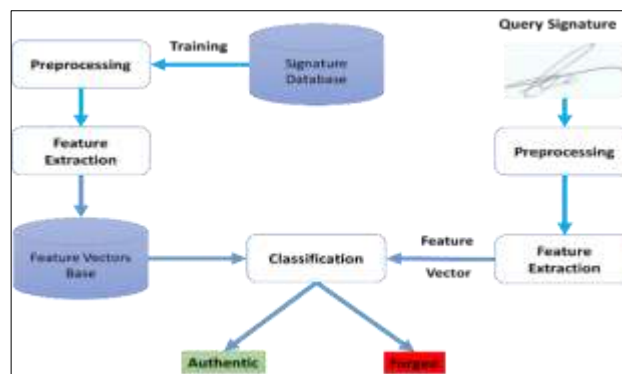 Query Signature
Training
Preprocessing
Signature
Database
Feature
Extraction
Preprocessing
Feature Vectors
Base
Classification
Feature
Vector
Feature
Extraction
Authentic
Forged